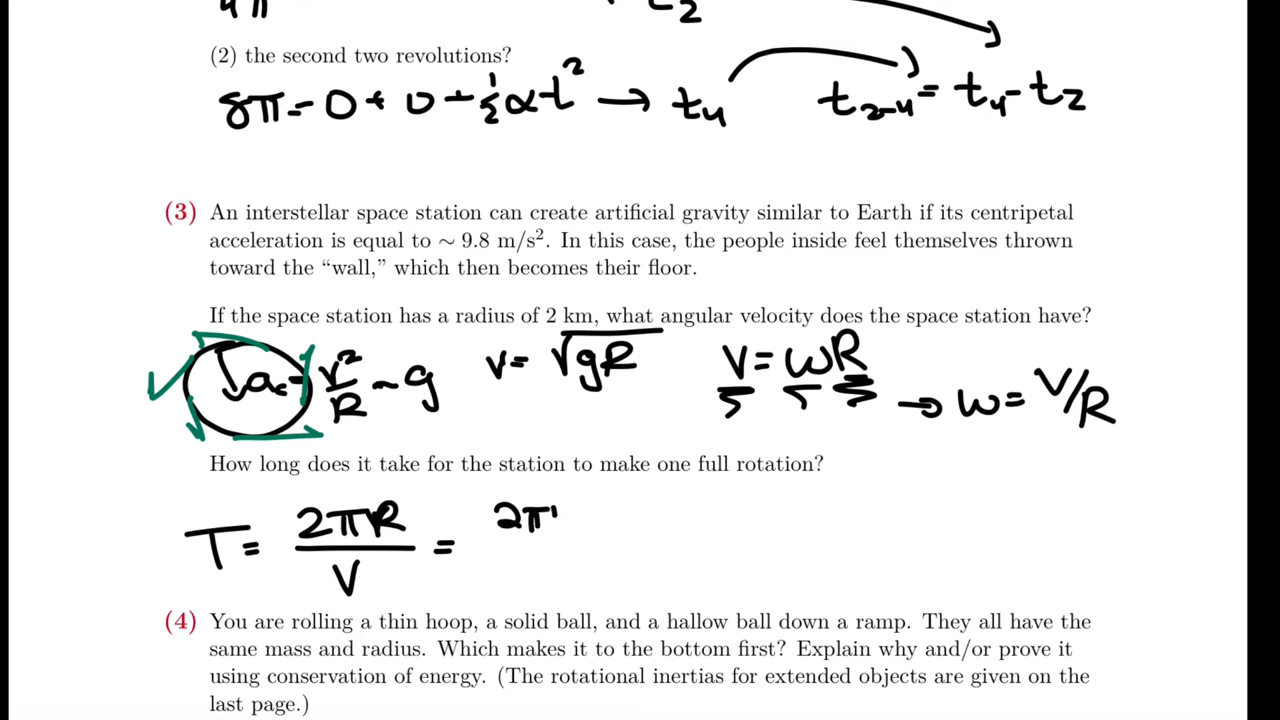 4π t2
(2) the second two revolutions?
8π = 0 + 0 + ½αt² → t4 t2-4 = t4 - t2
(3) An interstellar space station can create artificial gravity similar to Earth if its centripetal
acceleration is equal to ∼ 9.8 m/s². In this case, the people inside feel themselves thrown
toward the “wall,” which then becomes their floor.
If the space station has a radius of 2 km, what angular velocity does the space station have?
ac = v²/R ~ g v = √gR v = ωR → ω = v/R
How long does it take for the station to make one full rotation?
T = 2πR/v = 2π
(4) You are rolling a thin hoop, a solid ball, and a hallow ball down a ramp. They all have the
same mass and radius. Which makes it to the bottom first? Explain why and/or prove it
using conservation of energy. (The rotational inertias for extended objects are given on the
last page.)